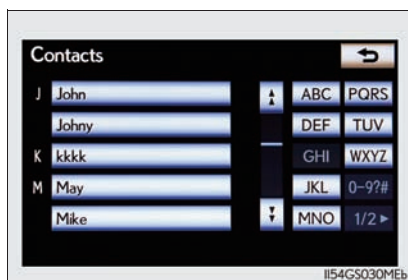 Contacts
J John ABC PQRS
Johny DEF TUV
K kkkk GHI WXYZ
M May JKL 0-9?#
Mike MNO 1/2
II54GS030MEb